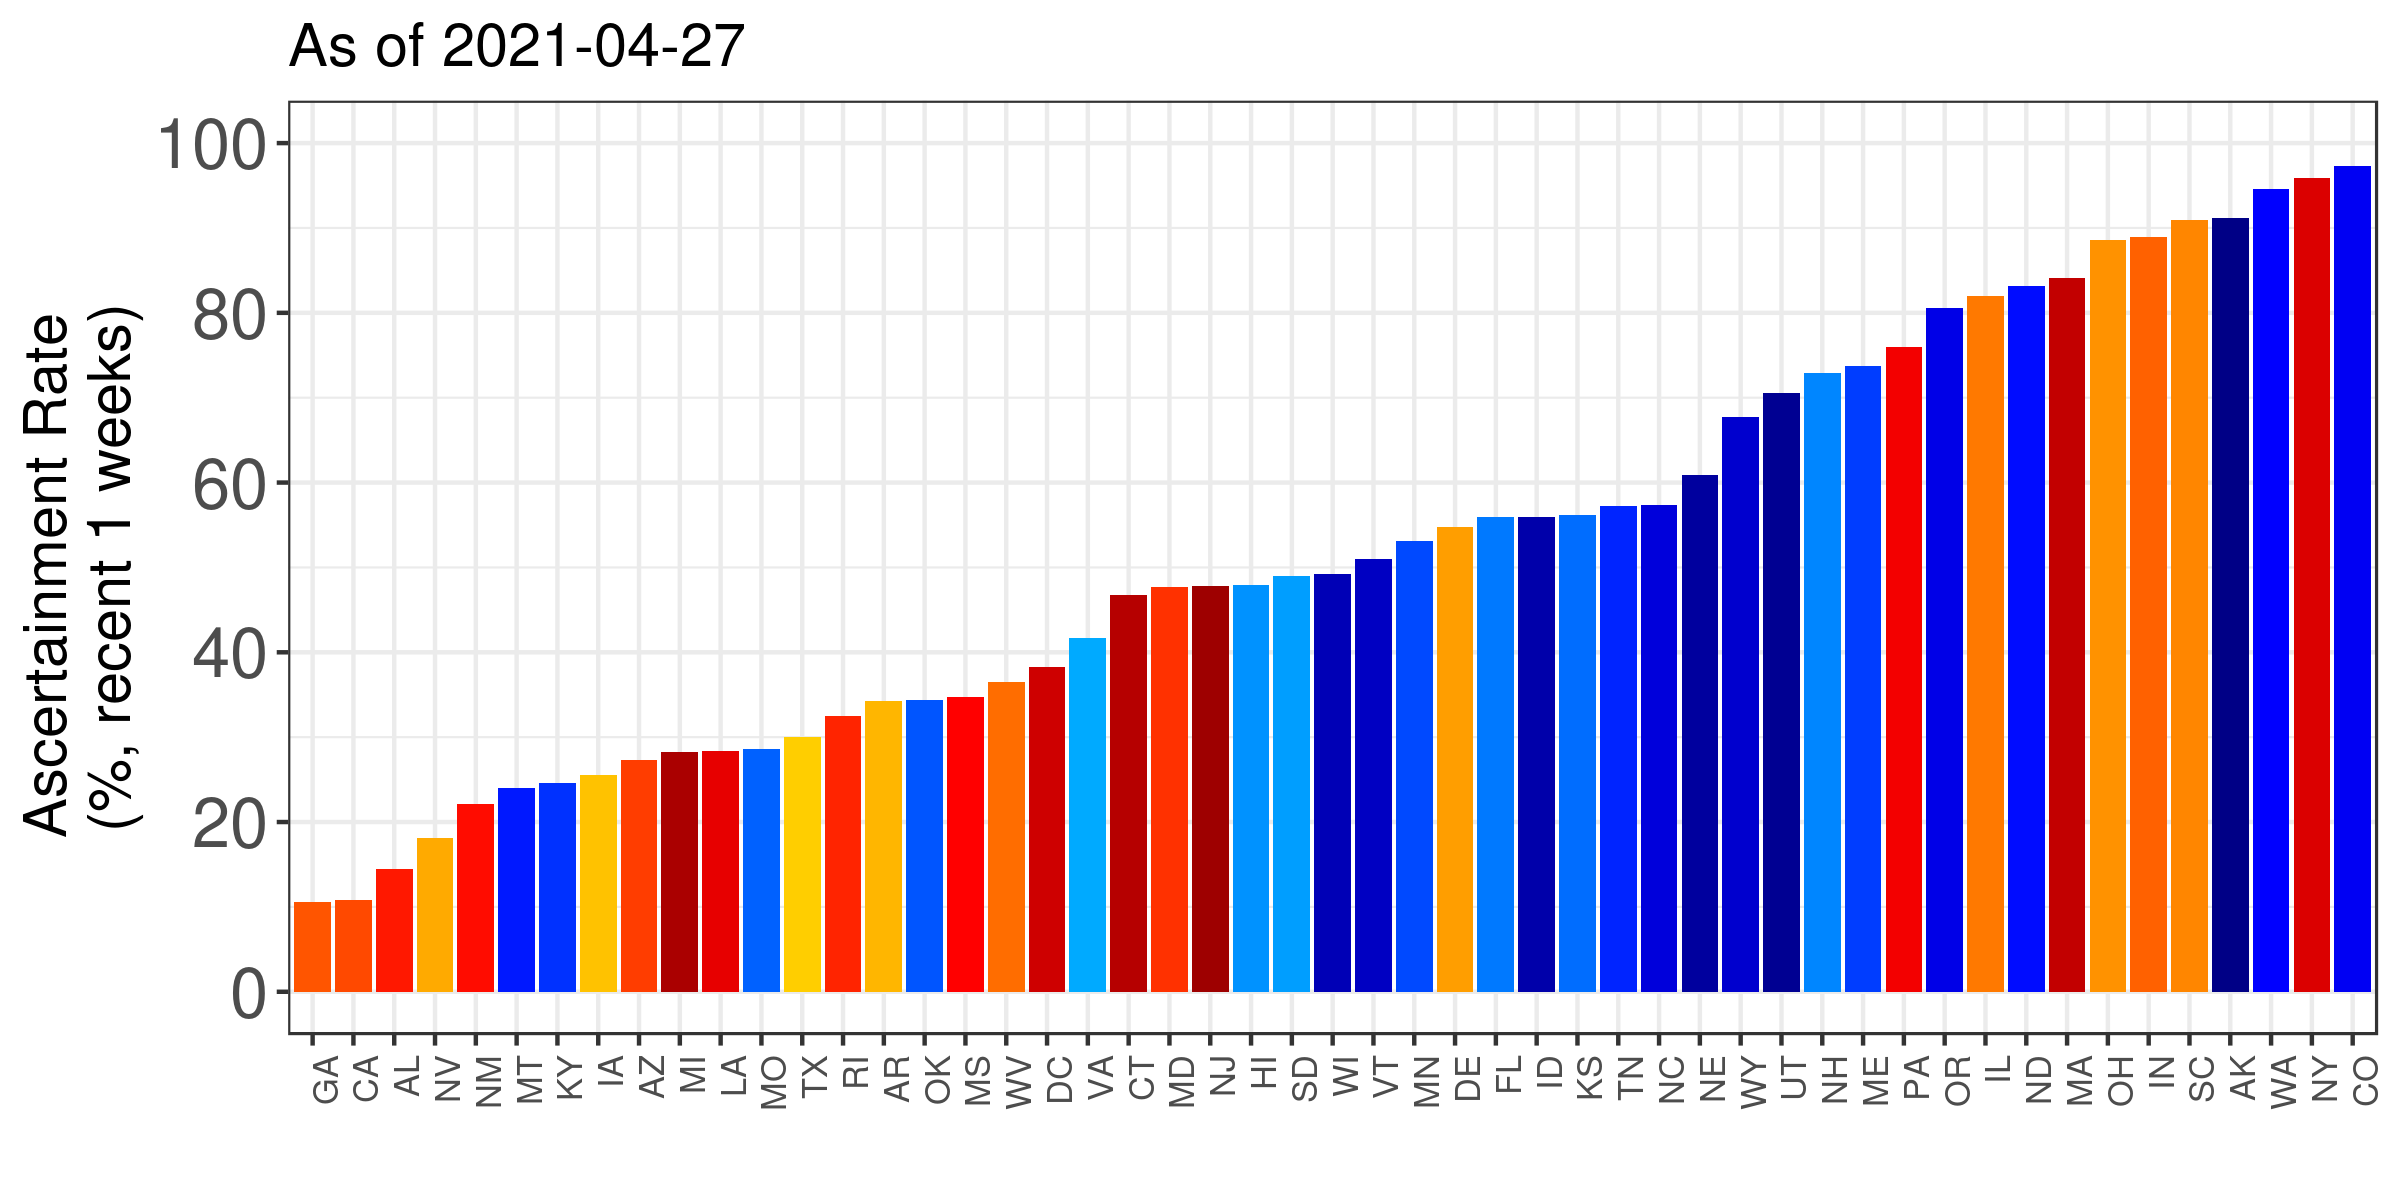 As of 2021-04-27
Ascertainment Rate
(%, recent 1 weeks)
100
80
60
40
20
0
GA CA AL NV NM MT KY IA AZ MI LA MO TX RI AR OK MS WV DC VA CT MD NJ HI SD WI VT MN DE FL ID KS TN NC NE WY UT NH ME PA OR IL ND MA OH IN SC AK WA NY CO